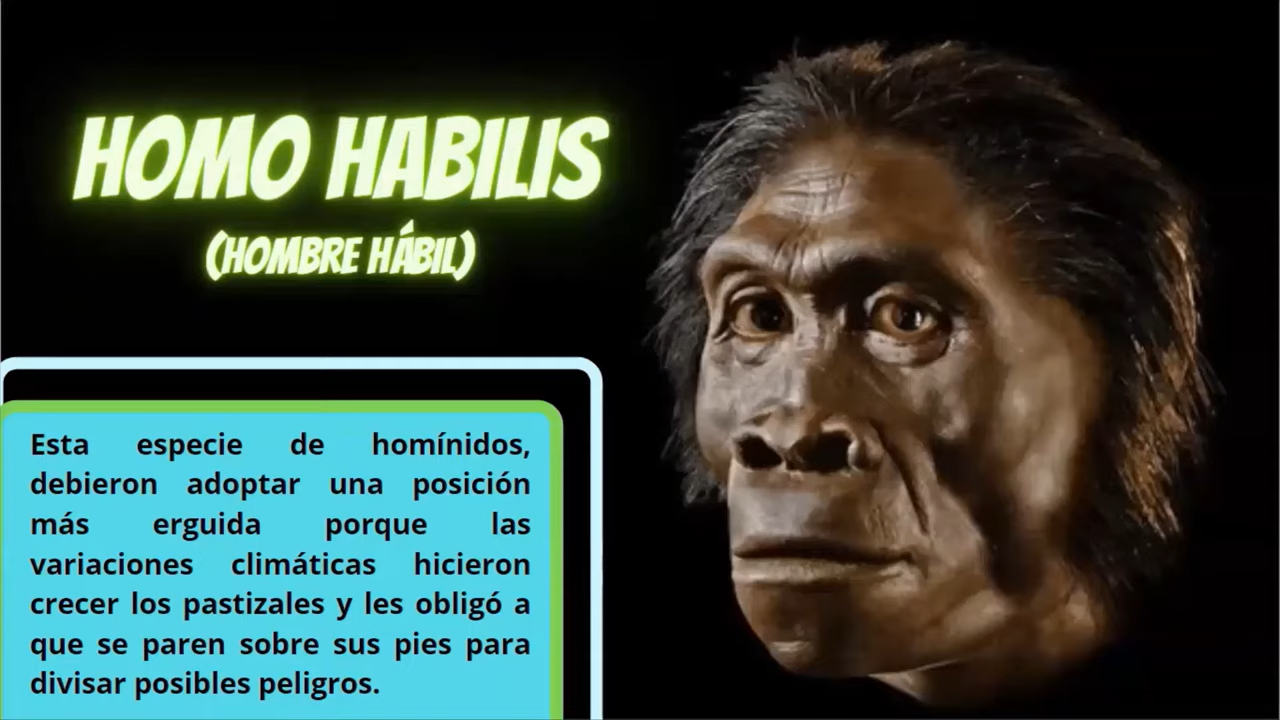 HOMO HABILIS
(HOMBRE HÁBIL)
Esta especie de homínidos,
debieron adoptar una posición
más erguida porque las
variaciones climáticas hicieron
crecer los pastizales y les obligó a
que se paren sobre sus pies para
divisar posibles peligros.